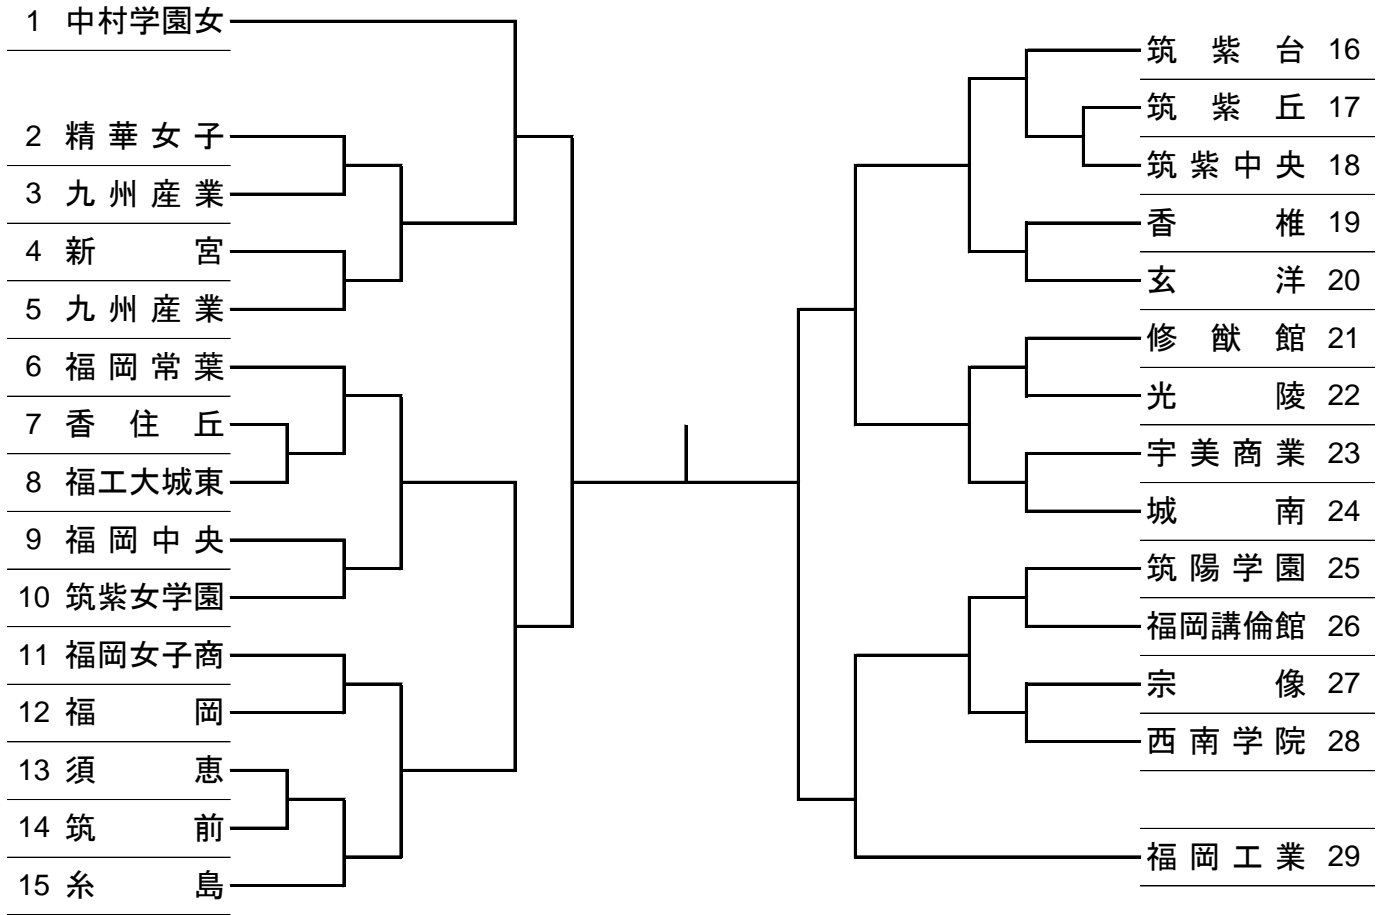 1 中村学園女
2 精華女子
3 九州産業
4 新宮
5 九州産業
6 福岡常葉
7 香住丘
8 福工大城東
9 福岡中央
10 筑紫女学園
11 福岡女子商
12 福岡
13 須恵
14 筑前
15 糸島
筑紫台 16
筑紫丘 17
筑紫中央 18
香椎 19
玄洋 20
修猷館 21
光陵 22
宇美商業 23
城南 24
筑陽学園 25
福岡講倫館 26
宗像 27
西南学院 28
福岡工業 29